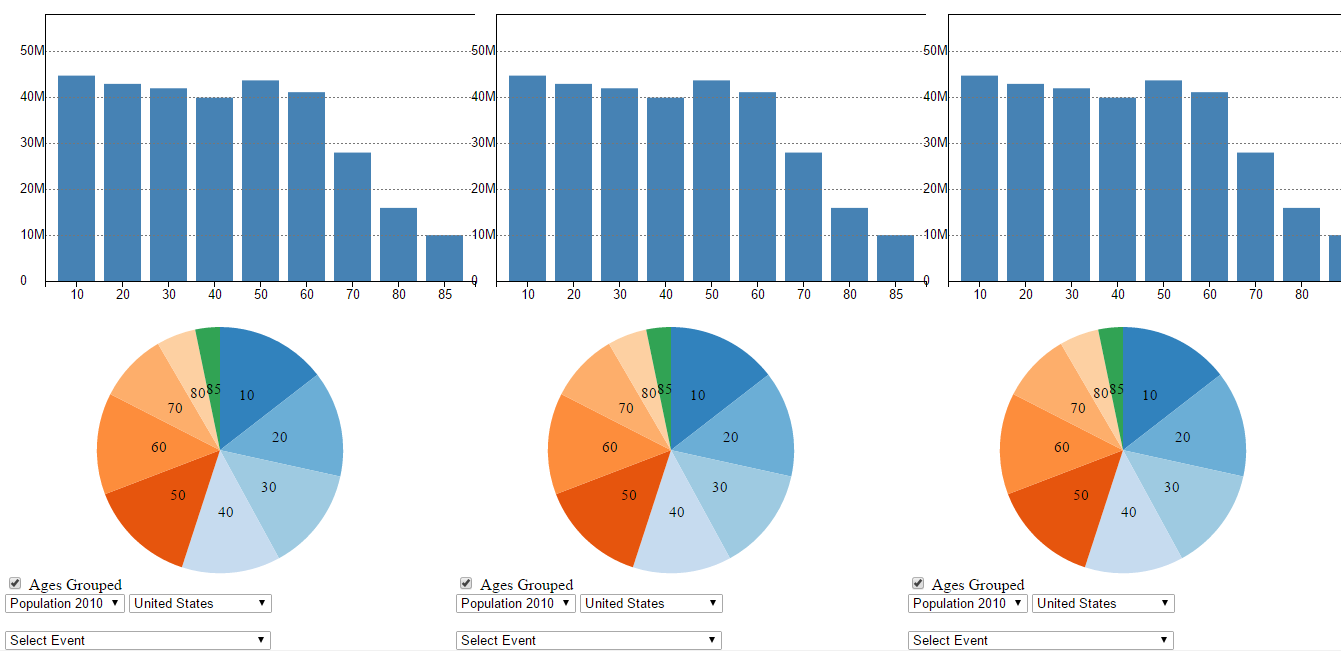 50M 50M 50M
40M 40M 40M
30M 30M 30M
20M 20M 20M
10M 10M 10M
0 0 0
10 20 30 40 50 60 70 80 85 10 20 30 40 50 60 70 80 85 10 20 30 40 50 60 70 80
10 20 30 40 50 60 70 80 85
10 20 30 40 50 60 70 80 85
10 20 30 40 50 60 70 80 85
Ages Grouped Ages Grouped Ages Grouped
Population 2010 United States Population 2010 United States Population 2010 United States
Select Event Select Event Select Event